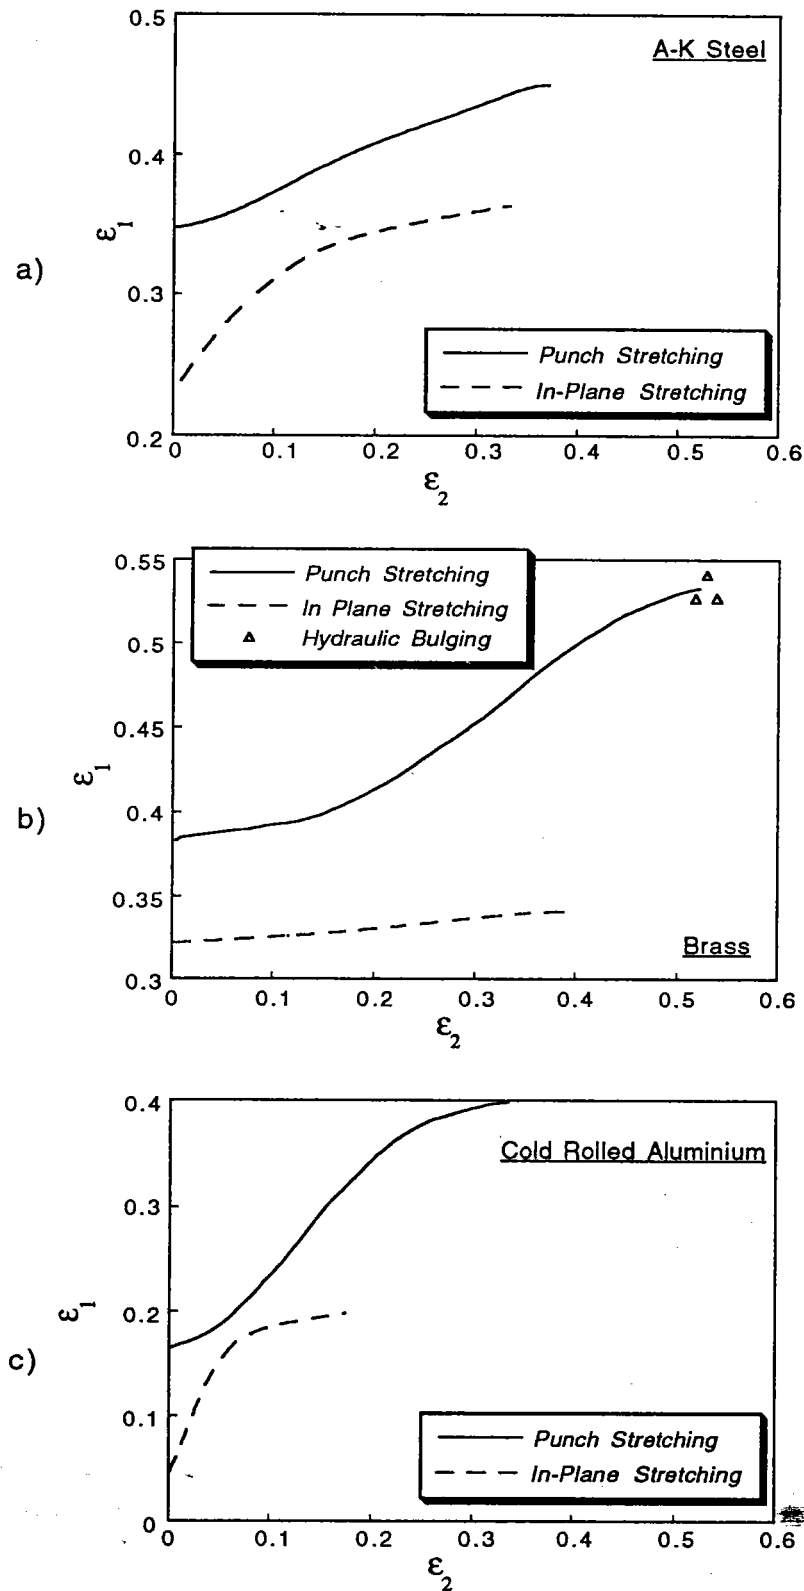 0.5
A-K Steel
0.4
ε1
a)
0.3
Punch Stretching
In-Plane Stretching
0.2
0 0.1 0.2 0.3 0.4 0.5 0.6
ε2
0.55
Punch Stretching
In Plane Stretching
Hydraulic Bulging
0.5
0.45
ε1
b)
0.4
0.35
Brass
0.3
0 0.1 0.2 0.3 0.4 0.5 0.6
ε2
0.4
Cold Rolled Aluminium
0.3
ε1
0.2
c)
0.1
Punch Stretching
In-Plane Stretching
0
0 0.1 0.2 0.3 0.4 0.5 0.6
ε2